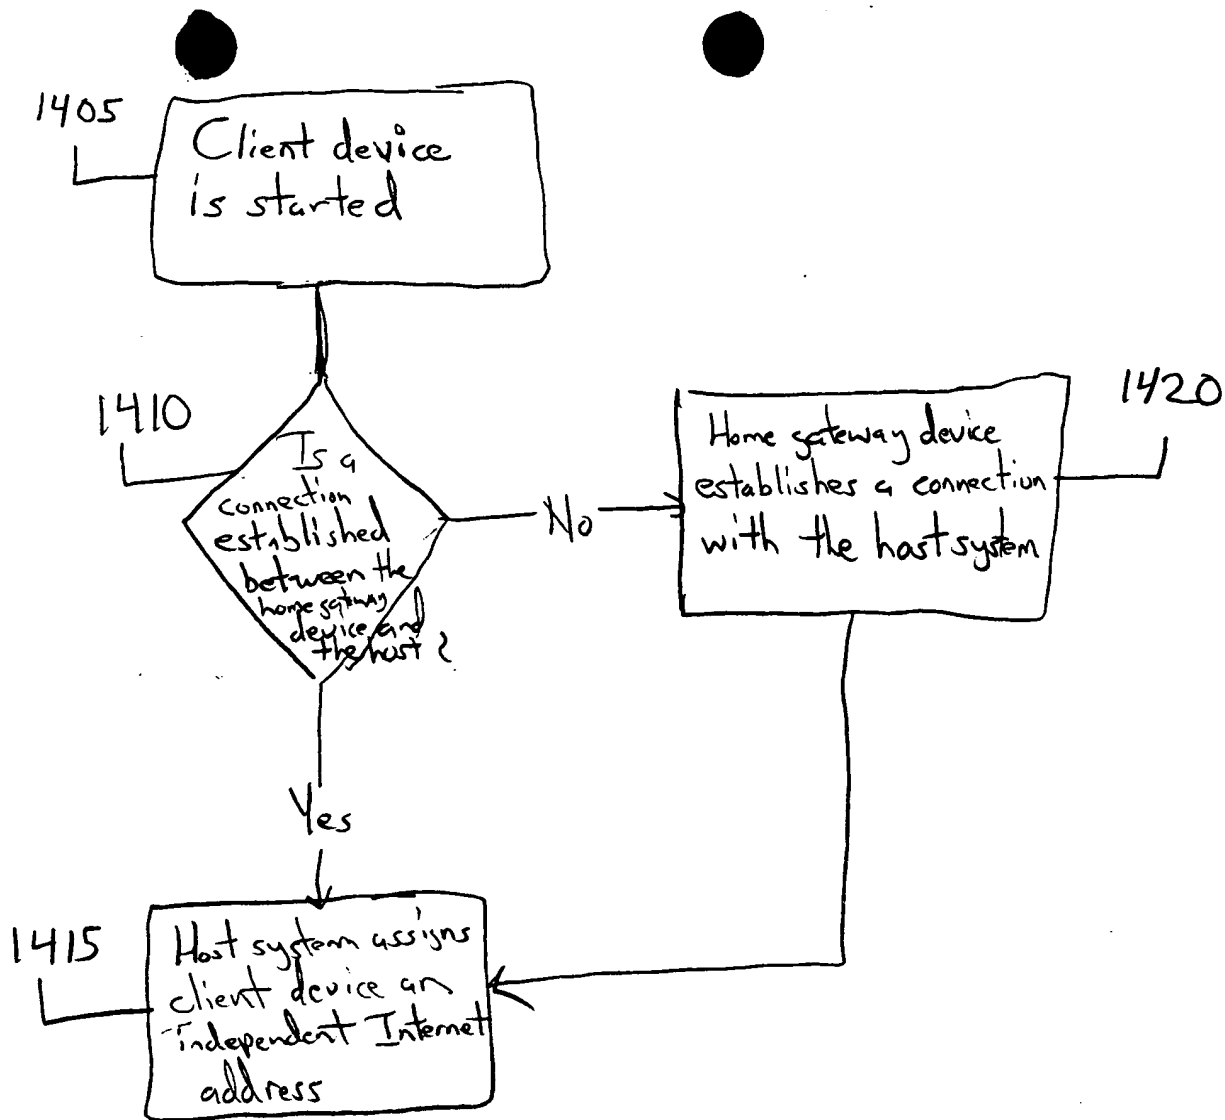 1405
Client device
is started
1410
Is a
connection
established
between the
home gateway
device and
the host?
No
1420
Home gateway device
establishes a connection
with the host system
Yes
1415
Host system assigns
client device an
independent Internet
address